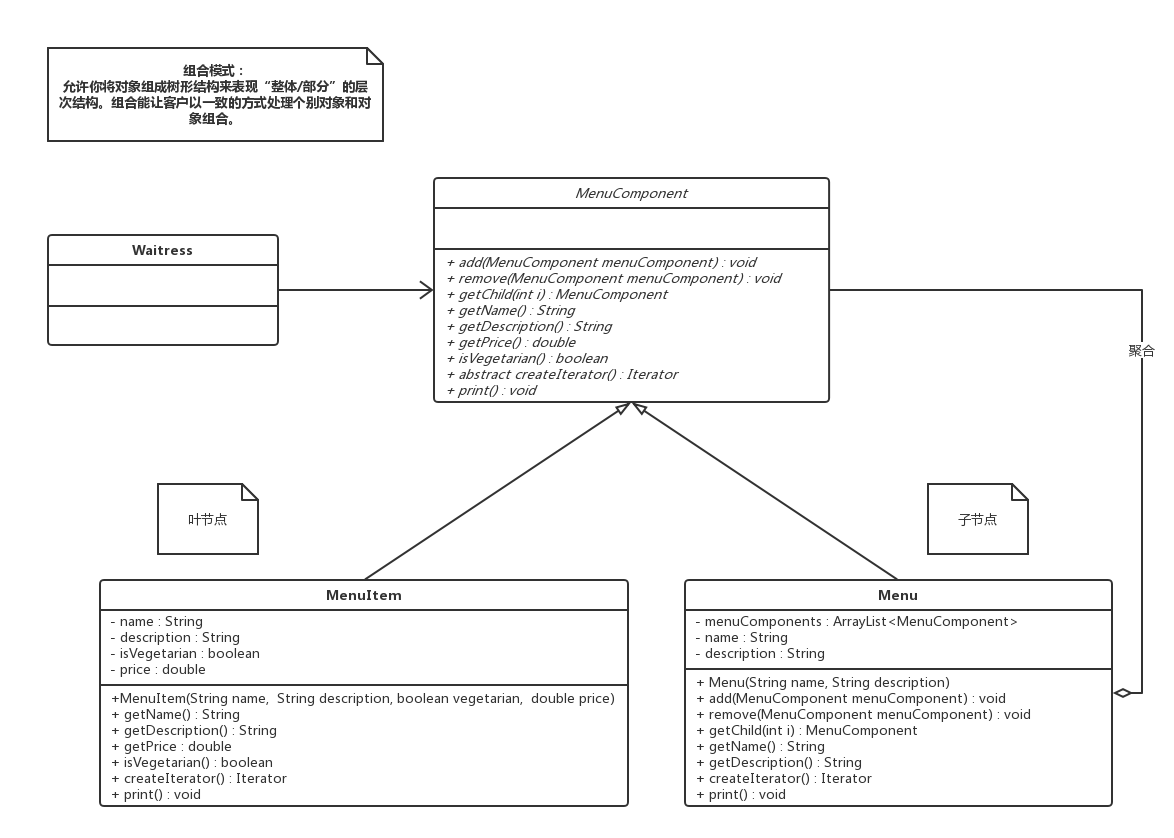 组合模式：
允许你将对象组成树形结构来表现“整体/部分”的层
次结构。组合能让客户以一致的方式处理个别对象和对
象组合。
MenuComponent
+ add(MenuComponent menuComponent) : void
+ remove(MenuComponent menuComponent) : void
+ getChild(int i) : MenuComponent
+ getName() : String
+ getDescription() : String
+ getPrice() : double
+ isVegetarian() : boolean
+ abstract createIterator() : Iterator
+ print() : void
Waitress
聚合
叶节点
子节点
MenuItem
- name : String
- description : String
- isVegetarian : boolean
- price : double
+MenuItem(String name,  String description, boolean vegetarian,  double price)
+ getName() : String
+ getDescription() : String
+ getPrice : double
+ isVegetarian() : boolean
+ createIterator() : Iterator
+ print() : void
Menu
- menuComponents : ArrayList<MenuComponent>
- name : String
- description : String
+ Menu(String name, String description)
+ add(MenuComponent menuComponent) : void
+ remove(MenuComponent menuComponent) : void
+ getChild(int i) : MenuComponent
+ getName() : String
+ getDescription() : String
+ createIterator() : Iterator
+ print() : void